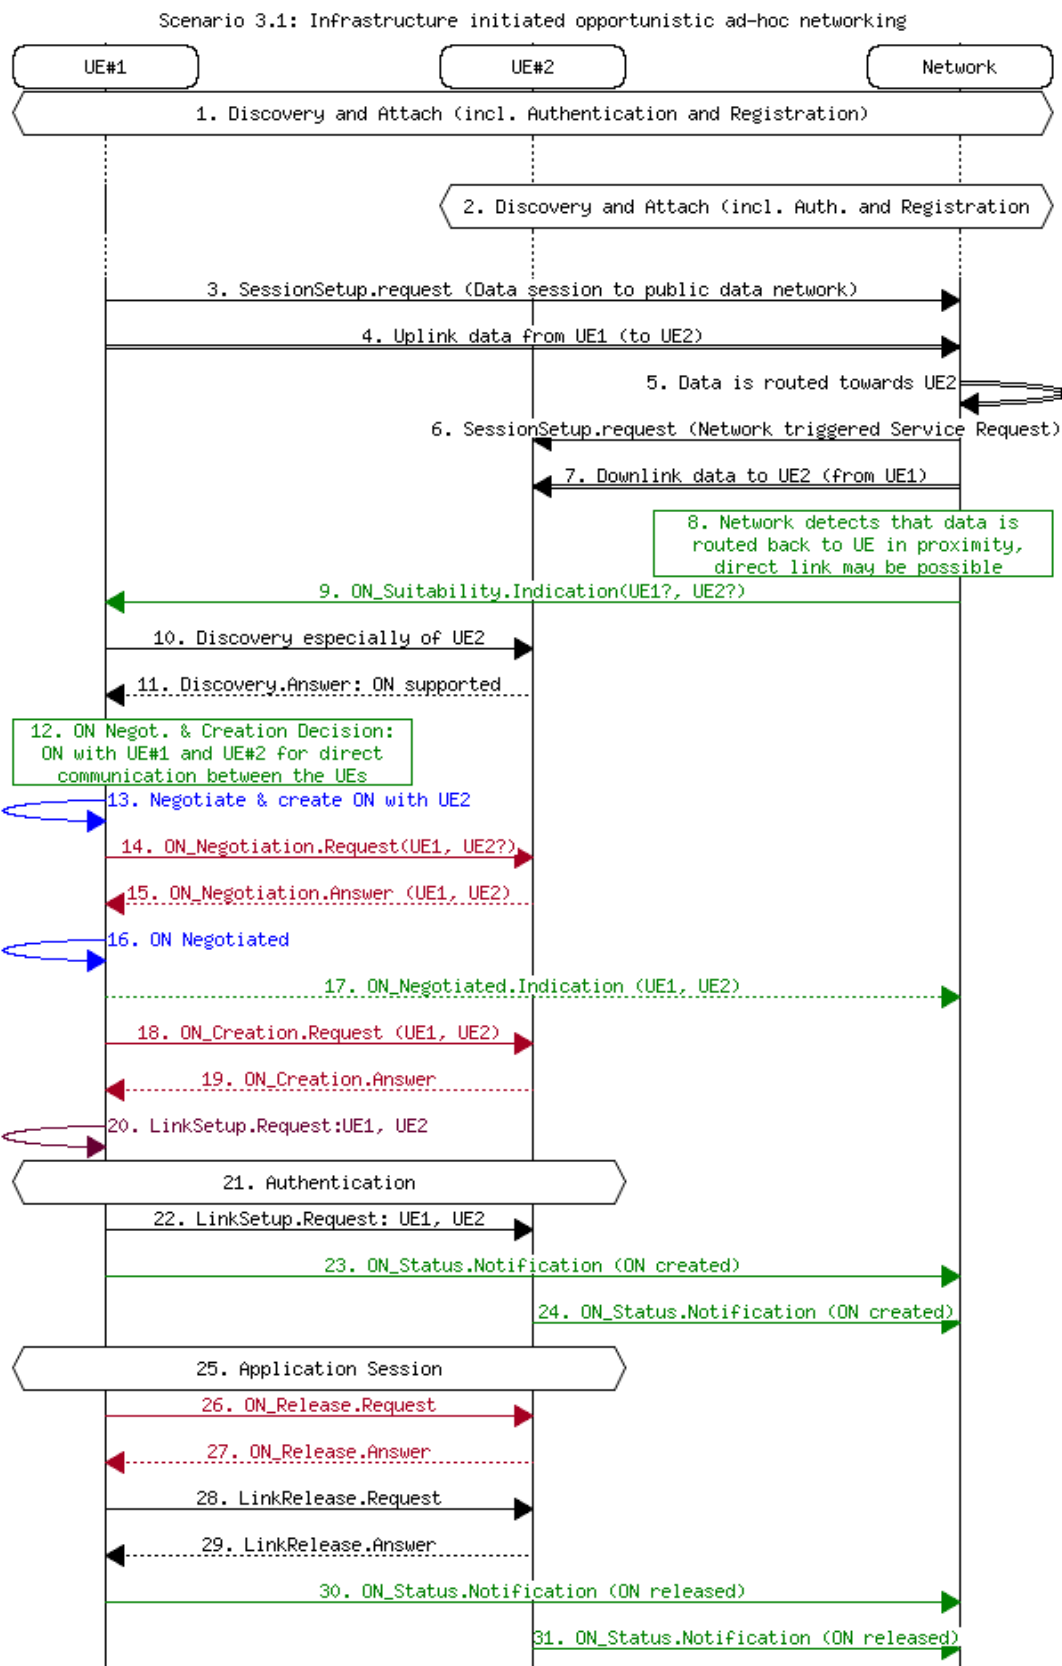 Scenario 3.1: Infrastructure initiated opportunistic ad-hoc networking
UE#1
UE#2
Network
1. Discovery and Attach (incl. Authentication and Registration)
2. Discovery and Attach (incl. Auth. and Registration
3. SessionSetup.request (Data session to public data network)
4. Uplink data from UE1 (to UE2)
5. Data is routed towards UE2
6. SessionSetup.request (Network triggered Service Request)
7. Downlink data to UE2 (from UE1)
8. Network detects that data is
routed back to UE in proximity,
direct link may be possible
9. ON_Suitability.Indication(UE1?, UE2?)
10. Discovery especially of UE2
11. Discovery.Answer: ON supported
12. ON Negot. & Creation Decision:
ON with UE#1 and UE#2 for direct
communication between the UEs
13. Negotiate & create ON with UE2
14. ON_Negotiation.Request(UE1, UE2?)
15. ON_Negotiation.Answer (UE1, UE2)
16. ON Negotiated
17. ON_Negotiated.Indication (UE1, UE2)
18. ON_Creation.Request (UE1, UE2)
19. ON_Creation.Answer
20. LinkSetup.Request:UE1, UE2
21. Authentication
22. LinkSetup.Request: UE1, UE2
23. ON_Status.Notification (ON created)
24. ON_Status.Notification (ON created)
25. Application Session
26. ON_Release.Request
27. ON_Release.Answer
28. LinkRelease.Request
29. LinkRelease.Answer
30. ON_Status.Notification (ON released)
31. ON_Status.Notification (ON released)